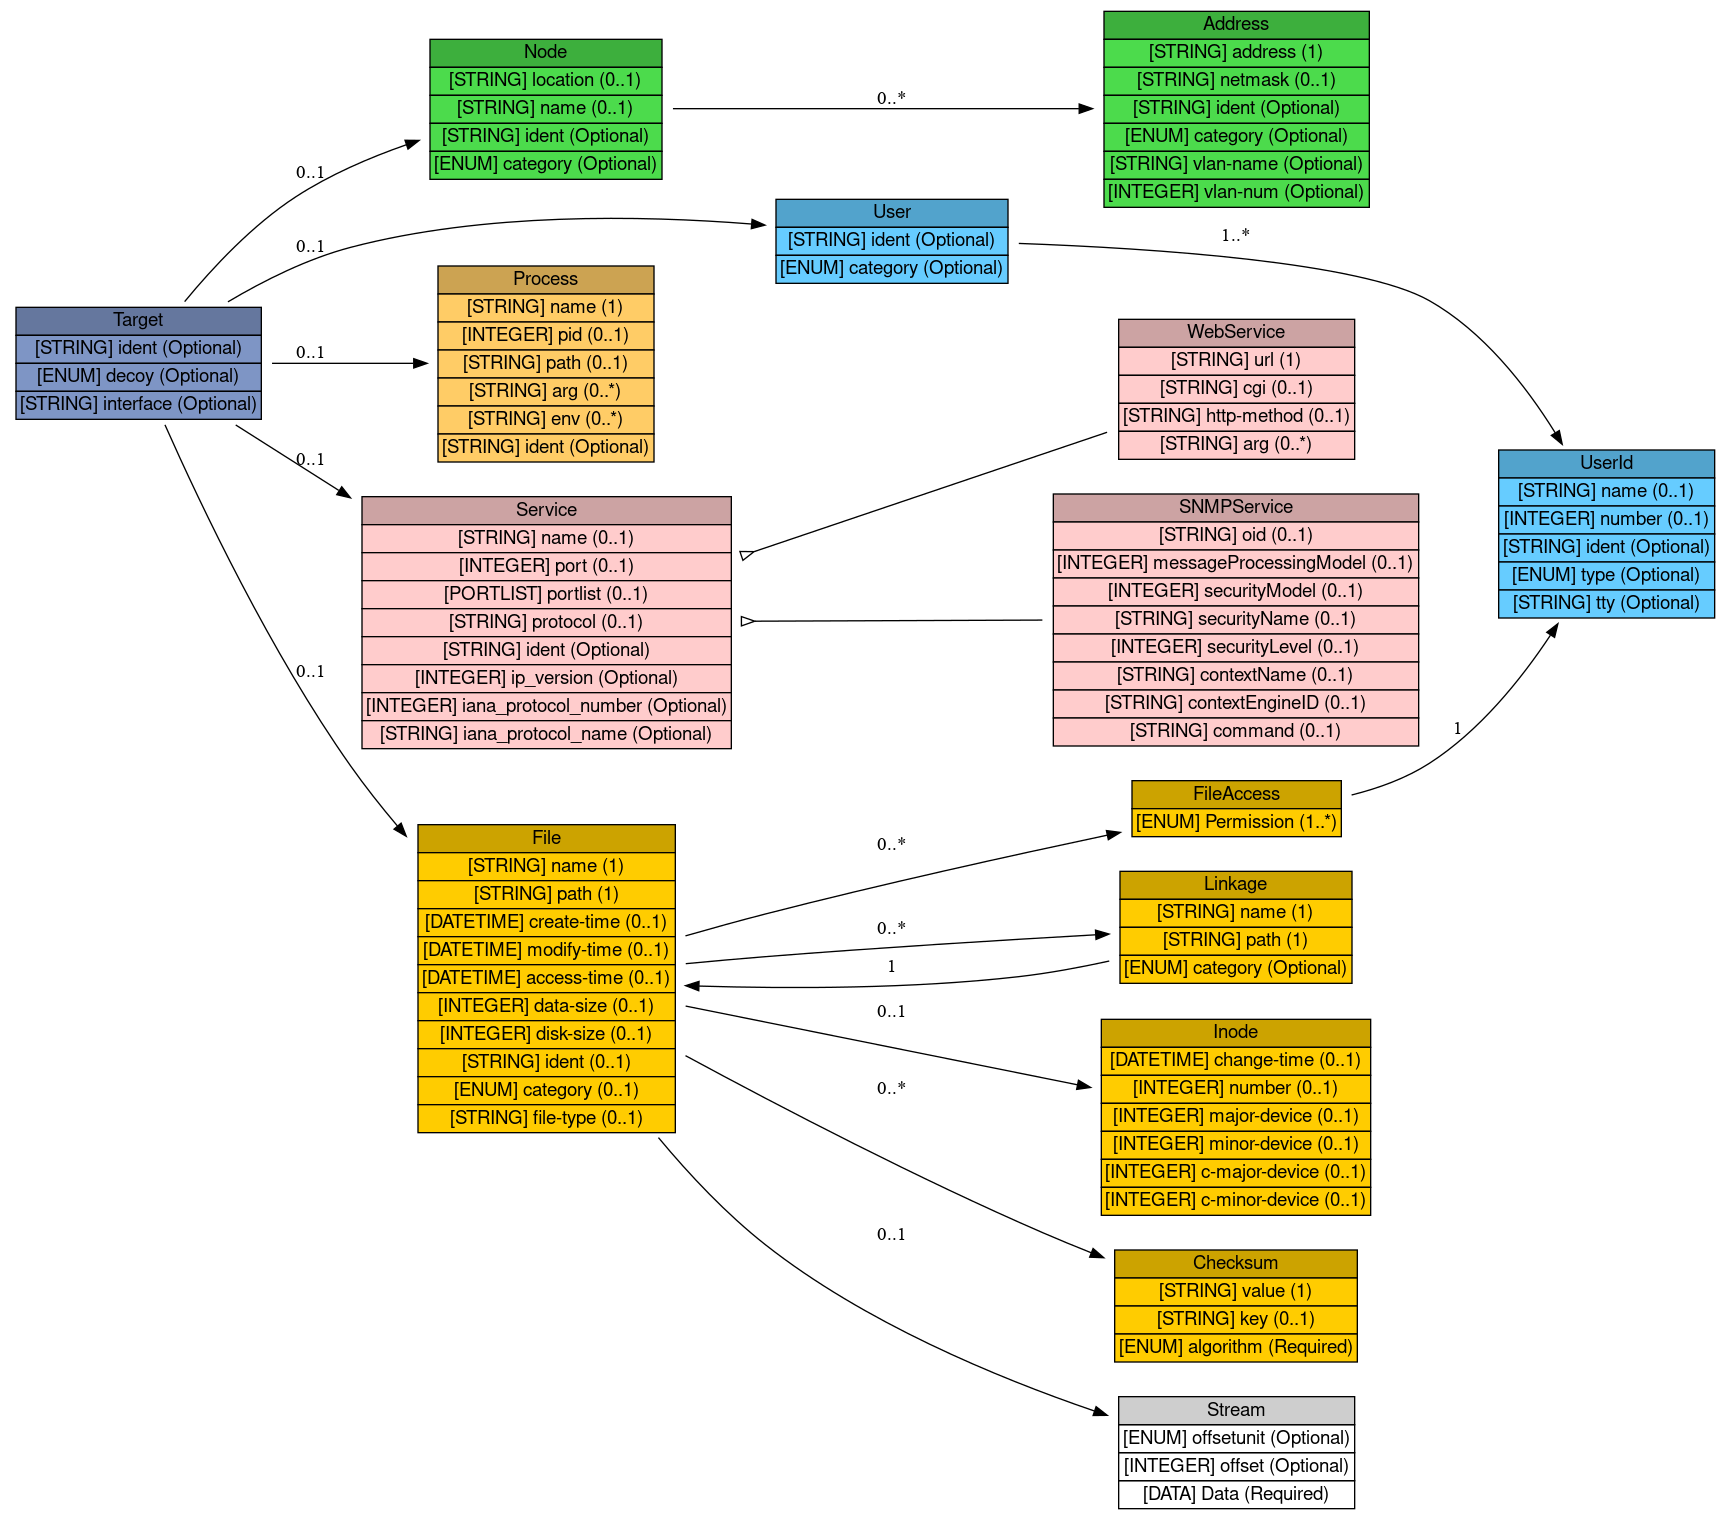 Target
[STRING] ident (Optional)
[ENUM] decoy (Optional)
[STRING] interface (Optional)
0..1
0..1
0..1
0..1
0..1
Node
[STRING] location (0..1)
[STRING] name (0..1)
[STRING] ident (Optional)
[ENUM] category (Optional)
0..*
Address
[STRING] address (1)
[STRING] netmask (0..1)
[STRING] ident (Optional)
[ENUM] category (Optional)
[STRING] vlan-name (Optional)
[INTEGER] vlan-num (Optional)
User
[STRING] ident (Optional)
[ENUM] category (Optional)
1..*
Process
[STRING] name (1)
[INTEGER] pid (0..1)
[STRING] path (0..1)
[STRING] arg (0..*)
[STRING] env (0..*)
[STRING] ident (Optional)
WebService
[STRING] url (1)
[STRING] cgi (0..1)
[STRING] http-method (0..1)
[STRING] arg (0..*)
UserId
[STRING] name (0..1)
[INTEGER] number (0..1)
[STRING] ident (Optional)
[ENUM] type (Optional)
[STRING] tty (Optional)
Service
[STRING] name (0..1)
[INTEGER] port (0..1)
[PORTLIST] portlist (0..1)
[STRING] protocol (0..1)
[STRING] ident (Optional)
[INTEGER] ip_version (Optional)
[INTEGER] iana_protocol_number (Optional)
[STRING] iana_protocol_name (Optional)
SNMPService
[STRING] oid (0..1)
[INTEGER] messageProcessingModel (0..1)
[INTEGER] securityModel (0..1)
[STRING] securityName (0..1)
[INTEGER] securityLevel (0..1)
[STRING] contextName (0..1)
[STRING] contextEngineID (0..1)
[STRING] command (0..1)
1
File
[STRING] name (1)
[STRING] path (1)
[DATETIME] create-time (0..1)
[DATETIME] modify-time (0..1)
[DATETIME] access-time (0..1)
[INTEGER] data-size (0..1)
[INTEGER] disk-size (0..1)
[STRING] ident (0..1)
[ENUM] category (0..1)
[STRING] file-type (0..1)
0..*
0..*
1
0..1
0..*
0..1
FileAccess
[ENUM] Permission (1..*)
Linkage
[STRING] name (1)
[STRING] path (1)
[ENUM] category (Optional)
Inode
[DATETIME] change-time (0..1)
[INTEGER] number (0..1)
[INTEGER] major-device (0..1)
[INTEGER] minor-device (0..1)
[INTEGER] c-major-device (0..1)
[INTEGER] c-minor-device (0..1)
Checksum
[STRING] value (1)
[STRING] key (0..1)
[ENUM] algorithm (Required)
Stream
[ENUM] offsetunit (Optional)
[INTEGER] offset (Optional)
[DATA] Data (Required)